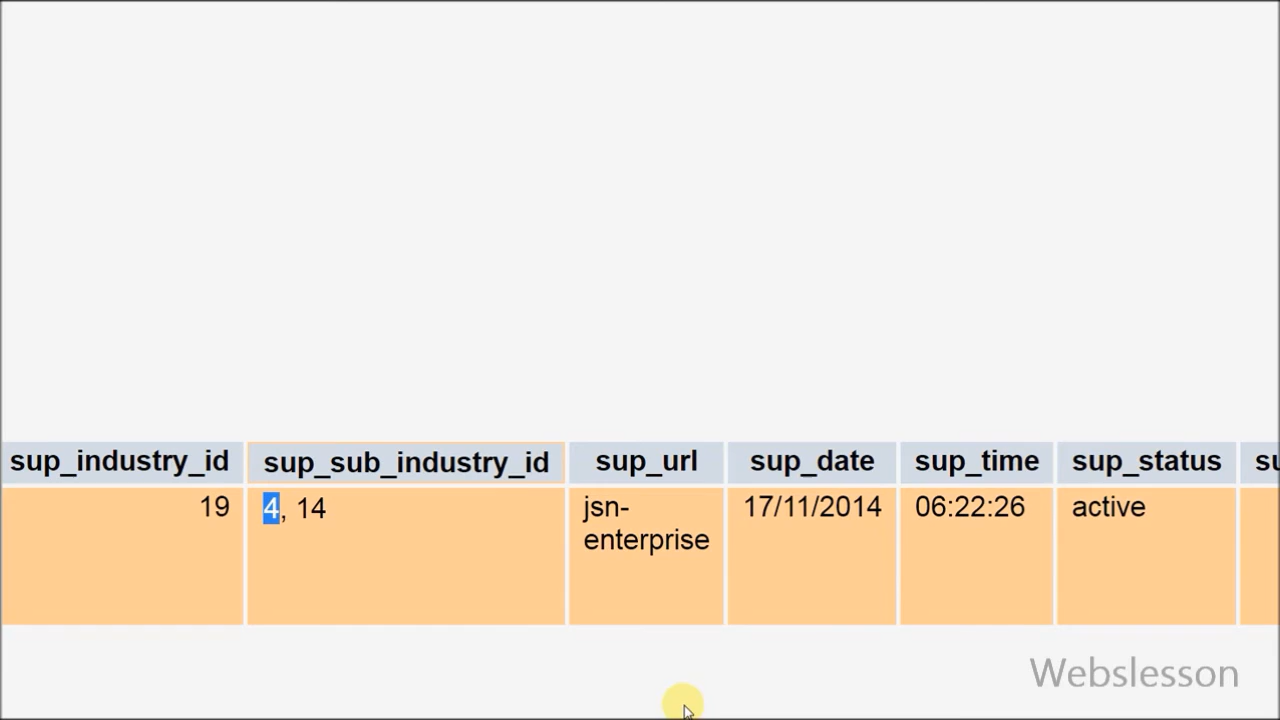 sup_industry_id sup_sub_industry_id sup_url sup_date sup_time sup_status su
19 4, 14 jsn- 17/11/2014 06:22:26 active
enterprise
Webslesson